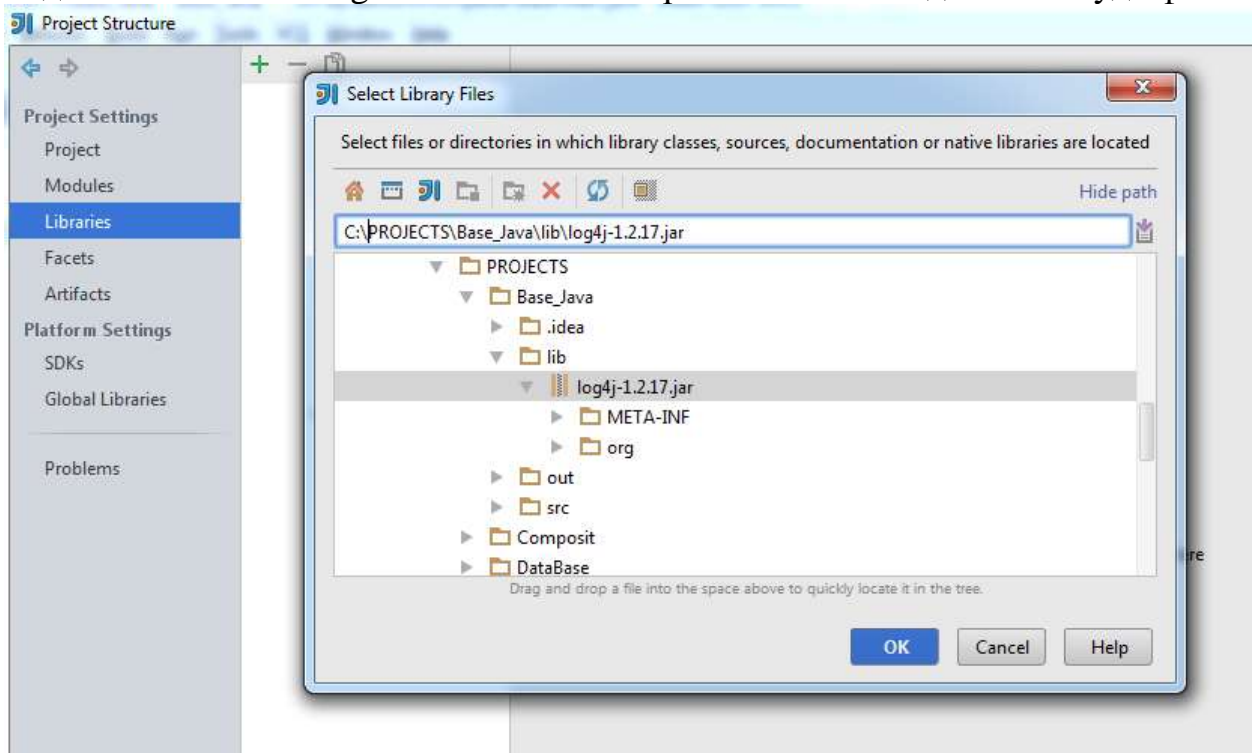 Project Structure
Select Library Files
Project Settings
Select files or directories in which library classes, sources, documentation or native libraries are located
Project
Modules
Hide path
Libraries
C:\PROJECTS\Base_Java\lib\log4j-1.2.17.jar
Facets
PROJECTS
Artifacts
Base_Java
Platform Settings
.idea
SDKs
lib
Global Libraries
log4j-1.2.17.jar
META-INF
org
Problems
out
src
Composit
DataBase
Drag and drop a file into the space above to quickly locate it in the tree.
OK Cancel Help